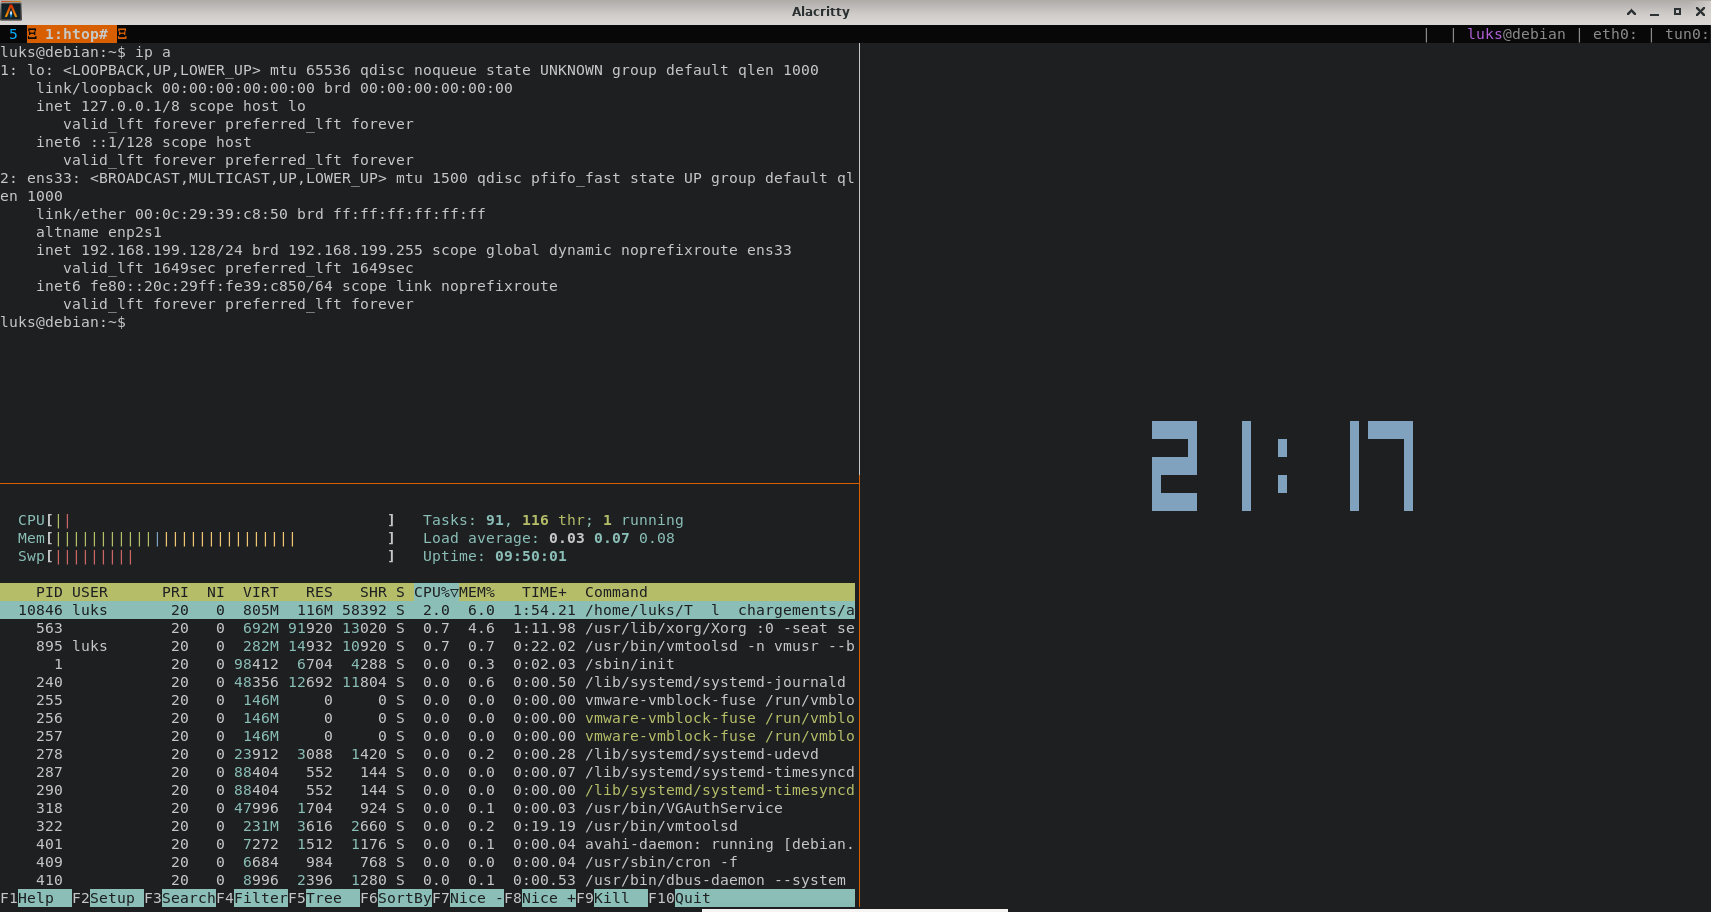 Alacritty
5 1:htop# | | luks@debian | eth0: | tun0:
luks@debian:~$ ip a
1: lo: <LOOPBACK,UP,LOWER_UP> mtu 65536 qdisc noqueue state UNKNOWN group default qlen 1000
    link/loopback 00:00:00:00:00:00 brd 00:00:00:00:00:00
    inet 127.0.0.1/8 scope host lo
       valid_lft forever preferred_lft forever
    inet6 ::1/128 scope host
       valid_lft forever preferred_lft forever
2: ens33: <BROADCAST,MULTICAST,UP,LOWER_UP> mtu 1500 qdisc pfifo_fast state UP group default ql
en 1000
    link/ether 00:0c:29:39:c8:50 brd ff:ff:ff:ff:ff:ff
    altname enp2s1
    inet 192.168.199.128/24 brd 192.168.199.255 scope global dynamic noprefixroute ens33
       valid_lft 1649sec preferred_lft 1649sec
    inet6 fe80::20c:29ff:fe39:c850/64 scope link noprefixroute
       valid_lft forever preferred_lft forever
luks@debian:~$
CPU[||                                   ]   Tasks: 91, 116 thr; 1 running
Mem[|||||||||||||||||||||||||||          ]   Load average: 0.03 0.07 0.08
Swp[|||||||||                            ]   Uptime: 09:50:01
PID USER      PRI  NI  VIRT   RES   SHR S CPU%▽MEM%   TIME+  Command
10846 luks       20   0  805M  116M 58392 S  2.0  6.0  1:54.21 /home/luks/T  l  chargements/a
563            20   0  692M 91920 13020 S  0.7  4.6  1:11.98 /usr/lib/xorg/Xorg :0 -seat se
895 luks       20   0  282M 14932 10920 S  0.7  0.7  0:22.02 /usr/bin/vmtoolsd -n vmusr --b
1            20   0 98412  6704  4288 S  0.0  0.3  0:02.03 /sbin/init
240            20   0 48356 12692 11804 S  0.0  0.6  0:00.50 /lib/systemd/systemd-journald
255            20   0  146M     0     0 S  0.0  0.0  0:00.00 vmware-vmblock-fuse /run/vmblo
256            20   0  146M     0     0 S  0.0  0.0  0:00.00 vmware-vmblock-fuse /run/vmblo
257            20   0  146M     0     0 S  0.0  0.0  0:00.00 vmware-vmblock-fuse /run/vmblo
278            20   0 23912  3088  1420 S  0.0  0.2  0:00.28 /lib/systemd/systemd-udevd
287            20   0 88404   552   144 S  0.0  0.0  0:00.07 /lib/systemd/systemd-timesyncd
290            20   0 88404   552   144 S  0.0  0.0  0:00.00 /lib/systemd/systemd-timesyncd
318            20   0 47996  1704   924 S  0.0  0.1  0:00.03 /usr/bin/VGAuthService
322            20   0  231M  3616  2660 S  0.0  0.2  0:19.19 /usr/bin/vmtoolsd
401            20   0  7272  1512  1176 S  0.0  0.1  0:00.04 avahi-daemon: running [debian.
409            20   0  6684   984   768 S  0.0  0.0  0:00.04 /usr/sbin/cron -f
410            20   0  8996  2396  1280 S  0.0  0.1  0:00.53 /usr/bin/dbus-daemon --system
F1Help  F2Setup F3SearchF4FilterF5Tree  F6SortByF7Nice -F8Nice +F9Kill  F10Quit
21:17